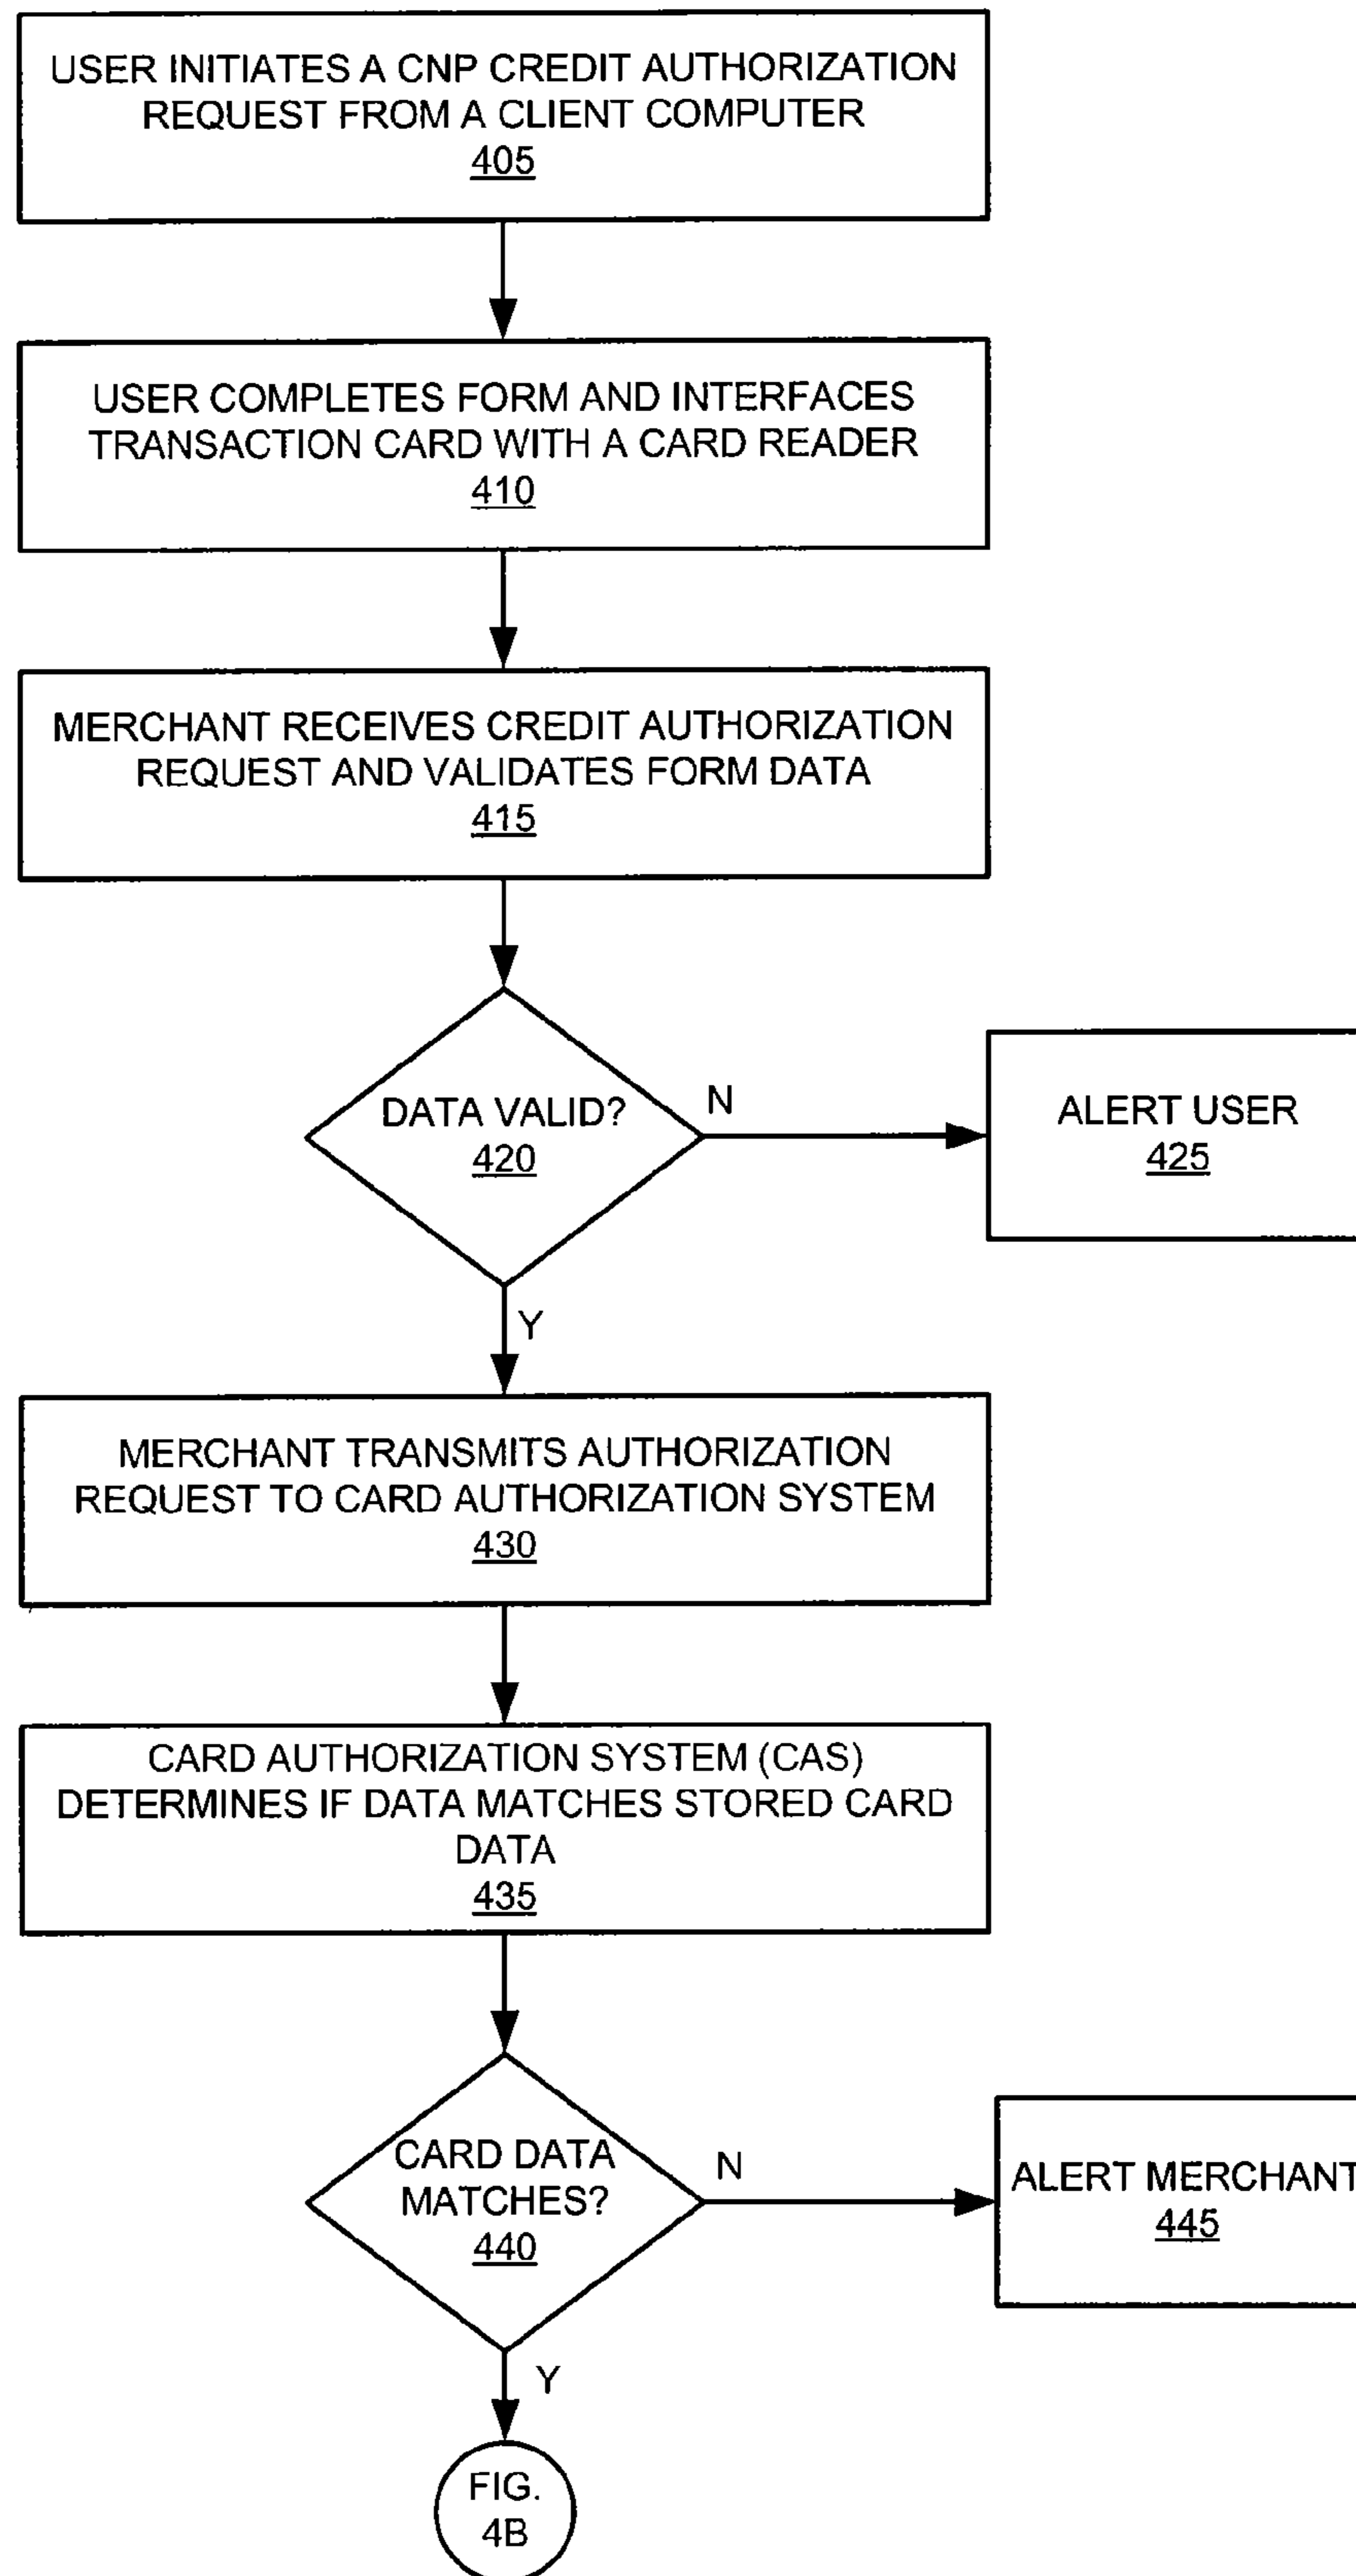 USER INITIATES A CNP CREDIT AUTHORIZATION
REQUEST FROM A CLIENT COMPUTER
405
USER COMPLETES FORM AND INTERFACES
TRANSACTION CARD WITH A CARD READER
410
MERCHANT RECEIVES CREDIT AUTHORIZATION
REQUEST AND VALIDATES FORM DATA
415
DATA VALID?
420
N
ALERT USER
425
Y
MERCHANT TRANSMITS AUTHORIZATION
REQUEST TO CARD AUTHORIZATION SYSTEM
430
CARD AUTHORIZATION SYSTEM (CAS)
DETERMINES IF DATA MATCHES STORED CARD
DATA
435
CARD DATA
MATCHES?
440
N
ALERT MERCHANT
445
Y
FIG.
4B